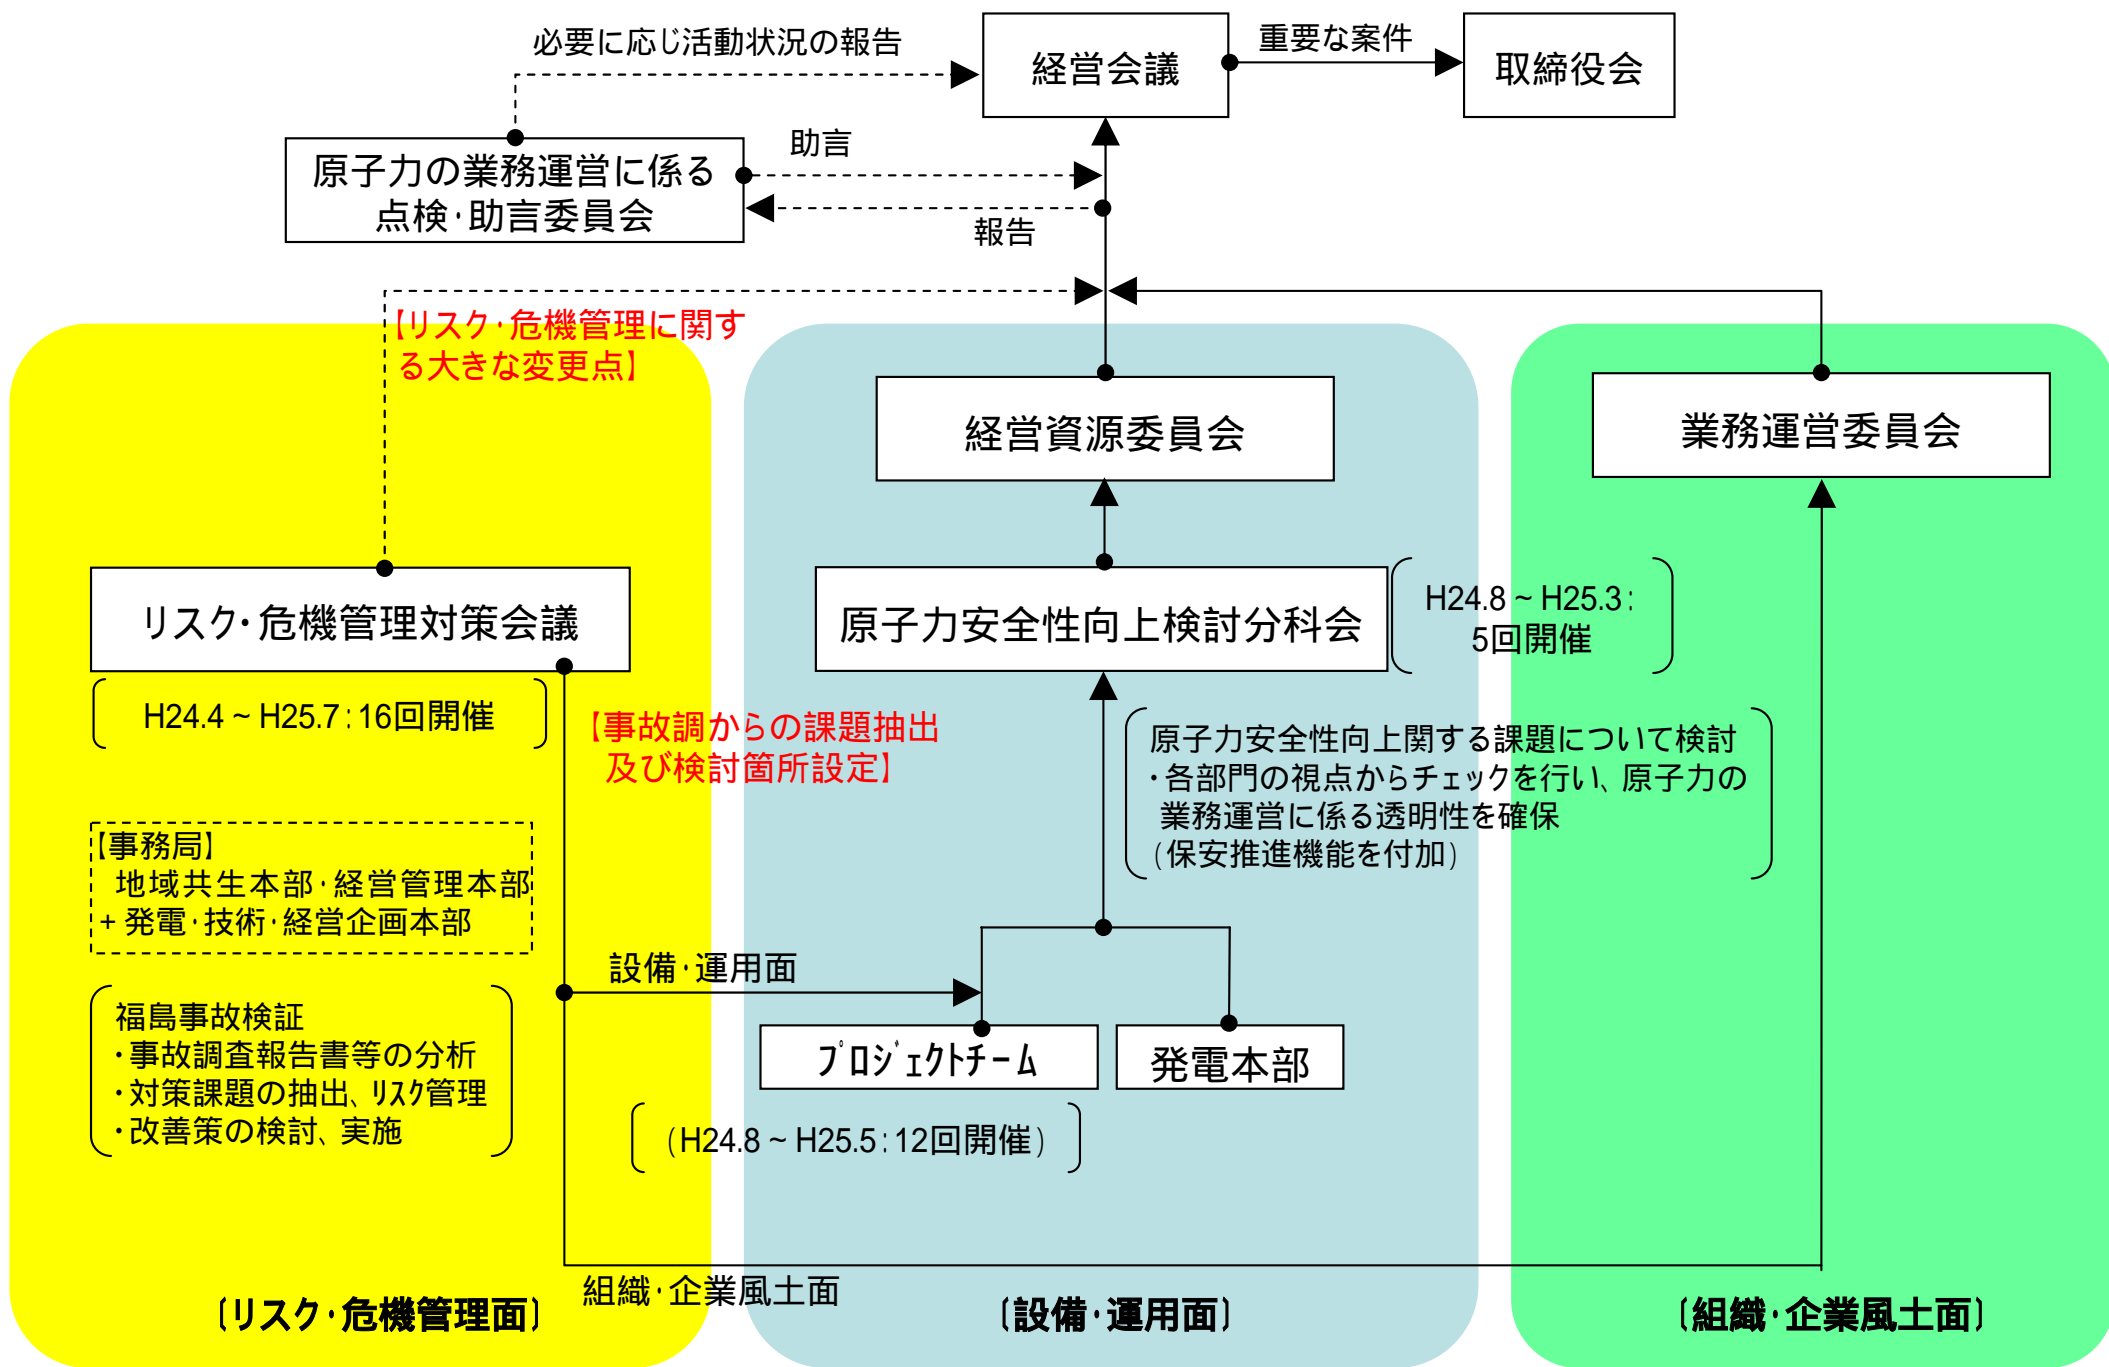 必要に応じ活動状況の報告
経営会議
重要な案件
取締役会
原子力の業務運営に係る
点検・助言委員会
助言
報告
【リスク・危機管理に関す
る大きな変更点】
経営資源委員会
業務運営委員会
リスク・危機管理対策会議
原子力安全性向上検討分科会
H24.8～H25.3：
5回開催
H24.4～H25.7：16回開催
【事故調からの課題抽出
及び検討箇所設定】
原子力安全性向上関する課題について検討
・各部門の視点からチェックを行い、原子力の
業務運営に係る透明性を確保
（保安推進機能を付加）
【事務局】
地域共生本部・経営管理本部
＋発電・技術・経営企画本部
設備・運用面
福島事故検証
・事故調査報告書等の分析
・対策課題の抽出、ﾘｽｸ管理
・改善策の検討、実施
ﾌﾟﾛｼﾞｪｸﾄﾁｰﾑ
発電本部
（H24.8～H25.5：12回開催）
組織・企業風土面
〔リスク・危機管理面〕
〔設備・運用面〕
〔組織・企業風土面〕